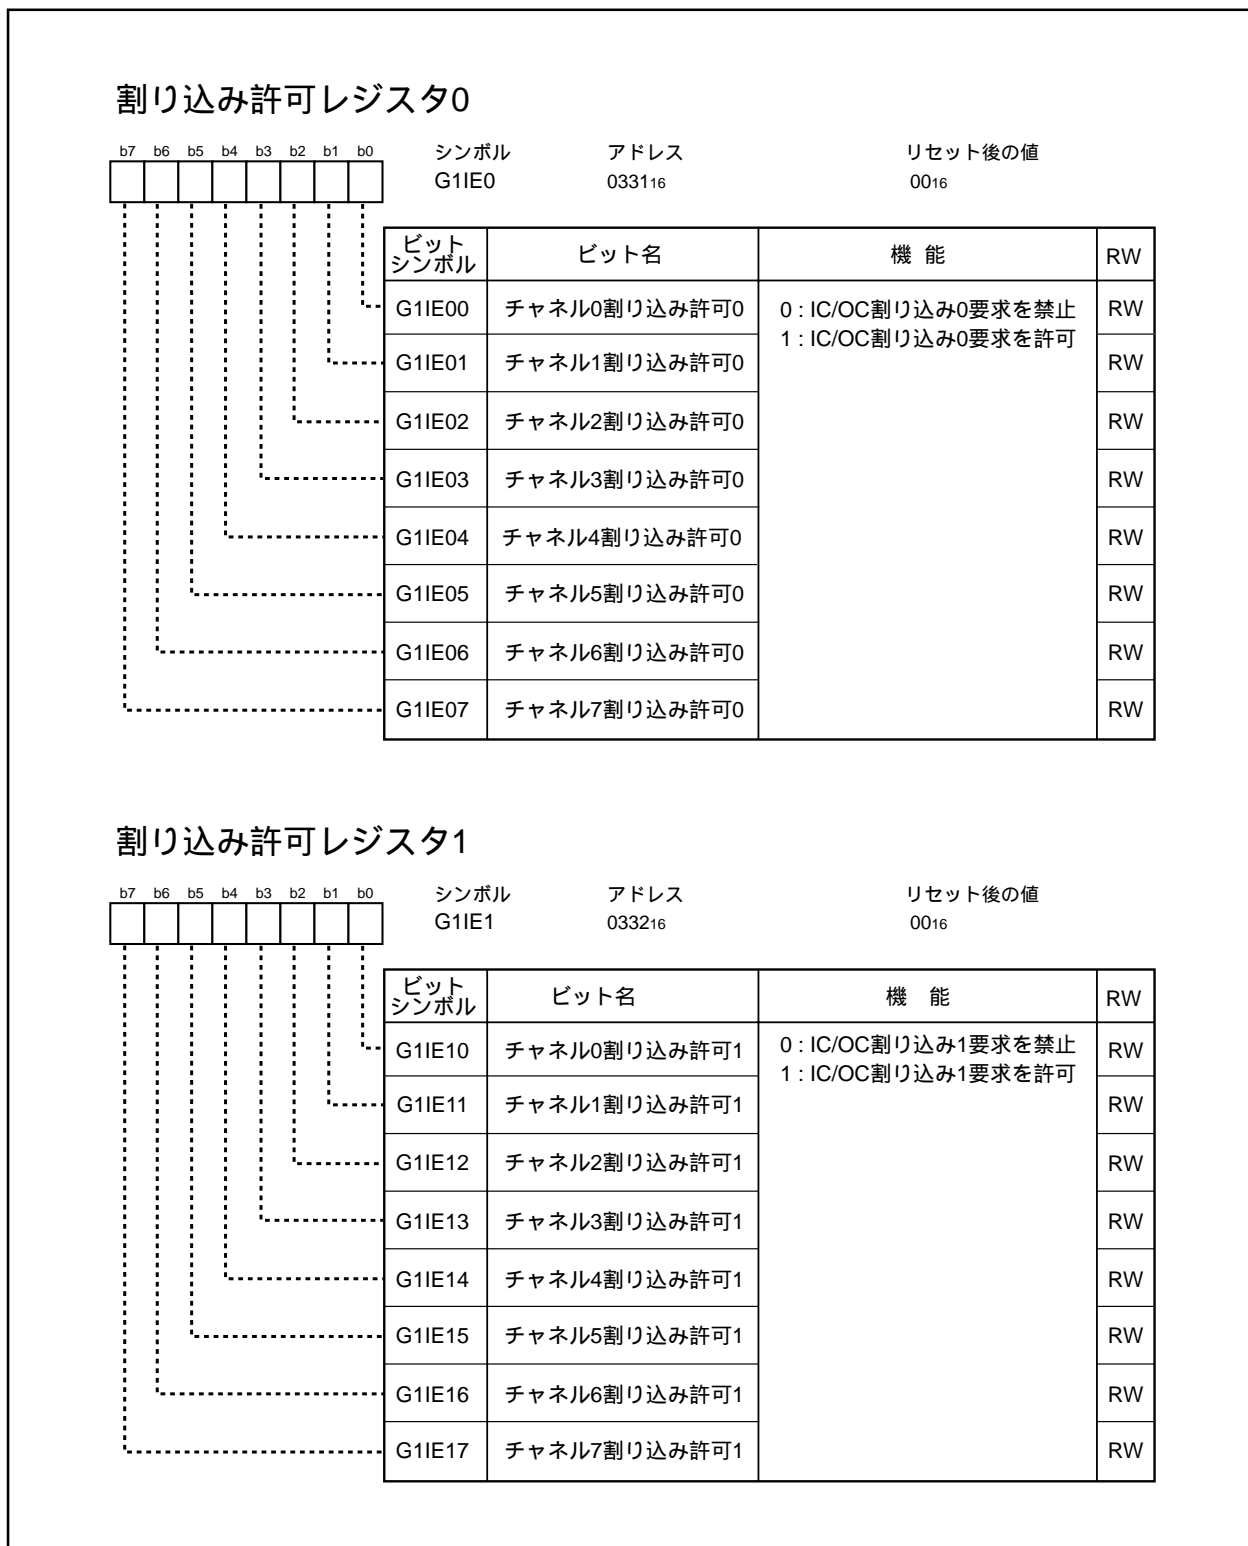 割り込み許可レジスタ0
b7 b6 b5 b4 b3 b2 b1 b0
シンボル アドレス リセット後の値
G1IE0 033116 0016
ビット
シンボル ビット名 機 能 RW
G1IE00 チャネル0割り込み許可0 0 : IC/OC割り込み0要求を禁止 RW
1 : IC/OC割り込み0要求を許可
G1IE01 チャネル1割り込み許可0 RW
G1IE02 チャネル2割り込み許可0 RW
G1IE03 チャネル3割り込み許可0 RW
G1IE04 チャネル4割り込み許可0 RW
G1IE05 チャネル5割り込み許可0 RW
G1IE06 チャネル6割り込み許可0 RW
G1IE07 チャネル7割り込み許可0 RW
割り込み許可レジスタ1
b7 b6 b5 b4 b3 b2 b1 b0
シンボル アドレス リセット後の値
G1IE1 033216 0016
ビット
シンボル ビット名 機 能 RW
G1IE10 チャネル0割り込み許可1 0 : IC/OC割り込み1要求を禁止 RW
1 : IC/OC割り込み1要求を許可
G1IE11 チャネル1割り込み許可1 RW
G1IE12 チャネル2割り込み許可1 RW
G1IE13 チャネル3割り込み許可1 RW
G1IE14 チャネル4割り込み許可1 RW
G1IE15 チャネル5割り込み許可1 RW
G1IE16 チャネル6割り込み許可1 RW
G1IE17 チャネル7割り込み許可1 RW